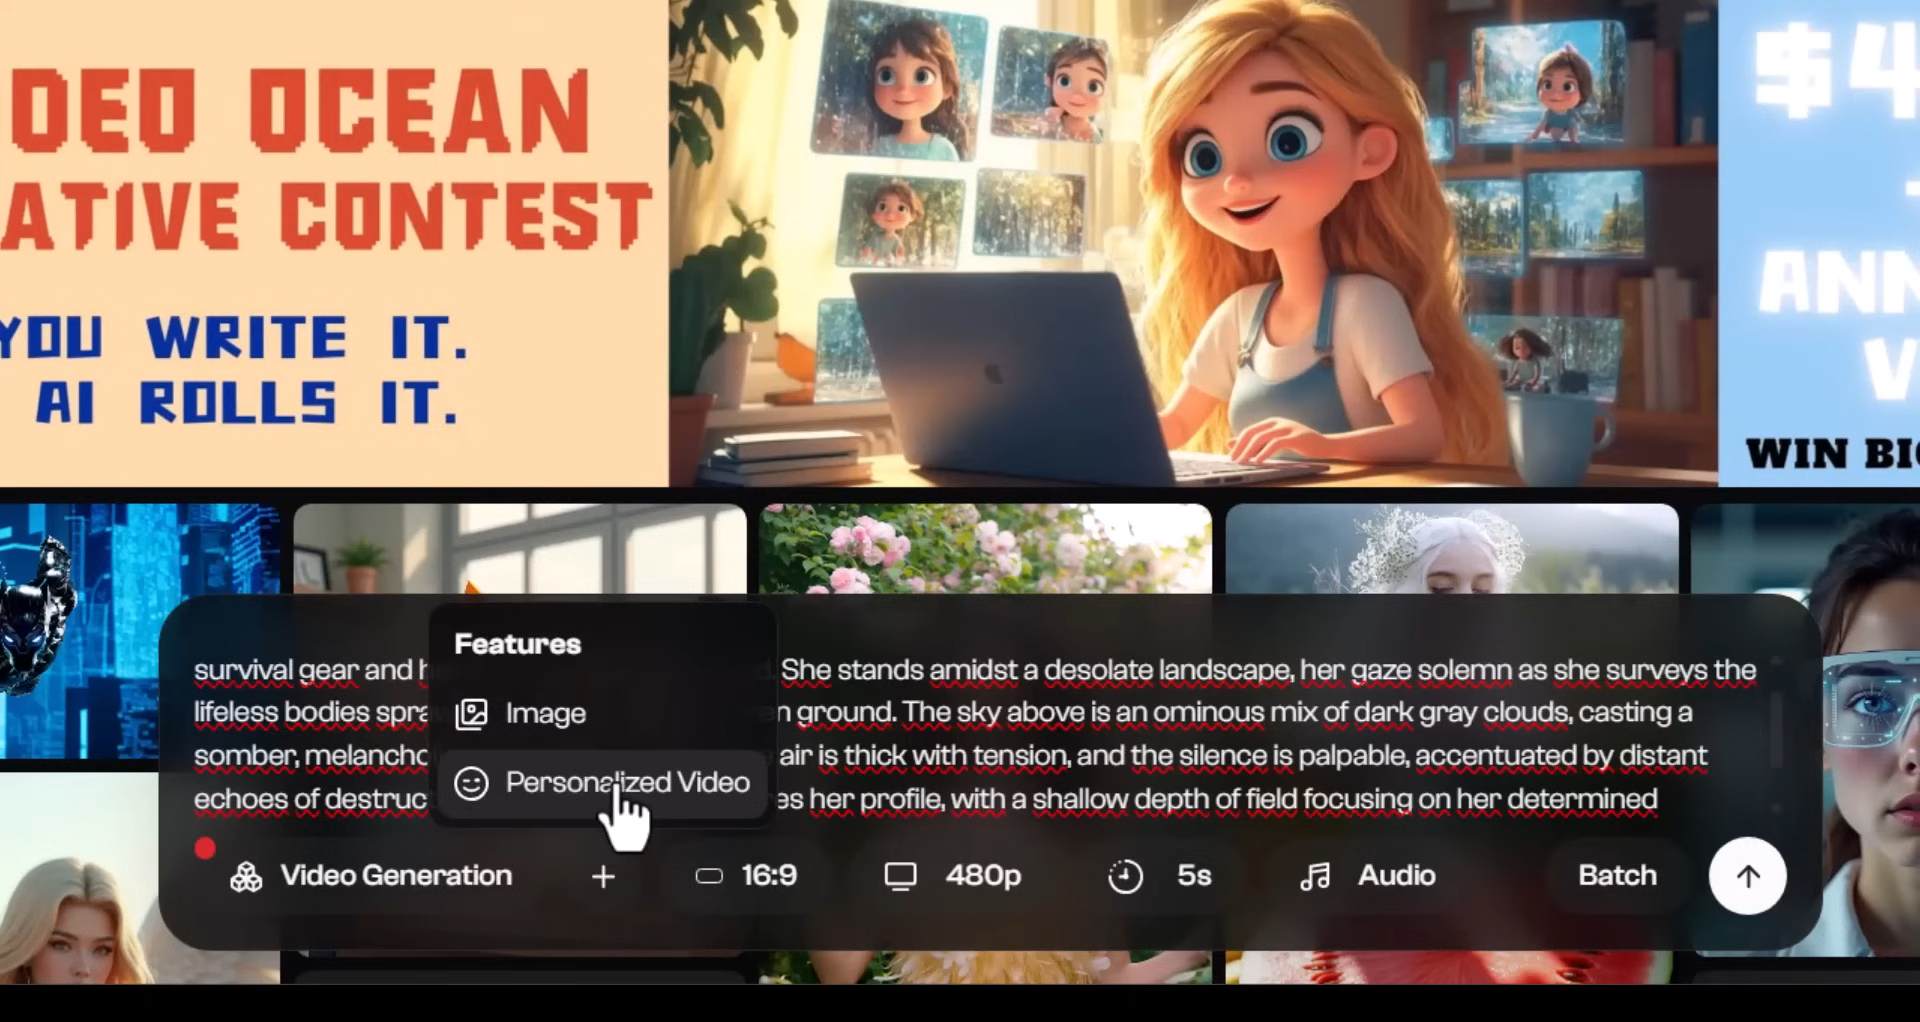 DEO OCEAN
ATIVE CONTEST
YOU WRITE IT.
AI ROLLS IT.
$4
ANN
V
WIN BIG
Features
Image
Personalized Video
survival gear and h
She stands amidst a desolate landscape, her gaze solemn as she surveys the
lifeless bodies spra
n ground. The sky above is an ominous mix of dark gray clouds, casting a
somber, melancho
air is thick with tension, and the silence is palpable, accentuated by distant
echoes of destruc
es her profile, with a shallow depth of field focusing on her determined
Video Generation + 16:9 480p 5s Audio Batch